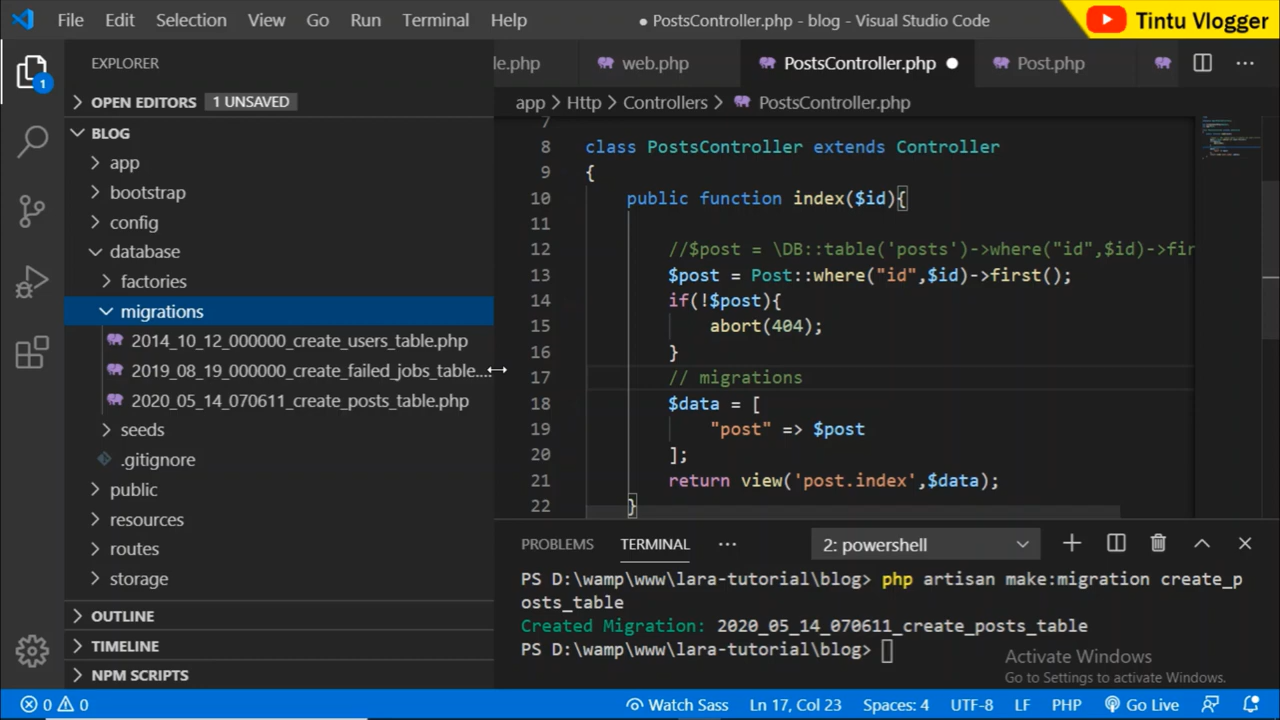 File Edit Selection View Go Run Terminal Help
● PostsController.php - blog - Visual Studio Code
Tintu Vlogger
EXPLORER
1
OPEN EDITORS 1 UNSAVED
BLOG
app
bootstrap
config
database
factories
migrations
2014_10_12_000000_create_users_table.php
2019_08_19_000000_create_failed_jobs_table....
2020_05_14_070611_create_posts_table.php
seeds
.gitignore
public
resources
routes
storage
OUTLINE
TIMELINE
NPM SCRIPTS
le.php web.php PostsController.php ● Post.php ...
app > Http > Controllers > PostsController.php
7
8 class PostsController extends Controller
9 {
10 public function index($id){
11
12 //$post = \DB::table('posts')->where("id",$id)->fir
13 $post = Post::where("id",$id)->first();
14 if(!$post){
15 abort(404);
16 }
17 // migrations
18 $data = [
19 "post" => $post
20 ];
21 return view('post.index',$data);
22 }
PROBLEMS TERMINAL ... 2: powershell
PS D:\wamp\www\lara-tutorial\blog> php artisan make:migration create_p
osts_table
Created Migration: 2020_05_14_070611_create_posts_table
PS D:\wamp\www\lara-tutorial\blog>
Activate Windows
Go to Settings to activate Windows.
0 0 Watch Sass Ln 17, Col 23 Spaces: 4 UTF-8 LF PHP Go Live